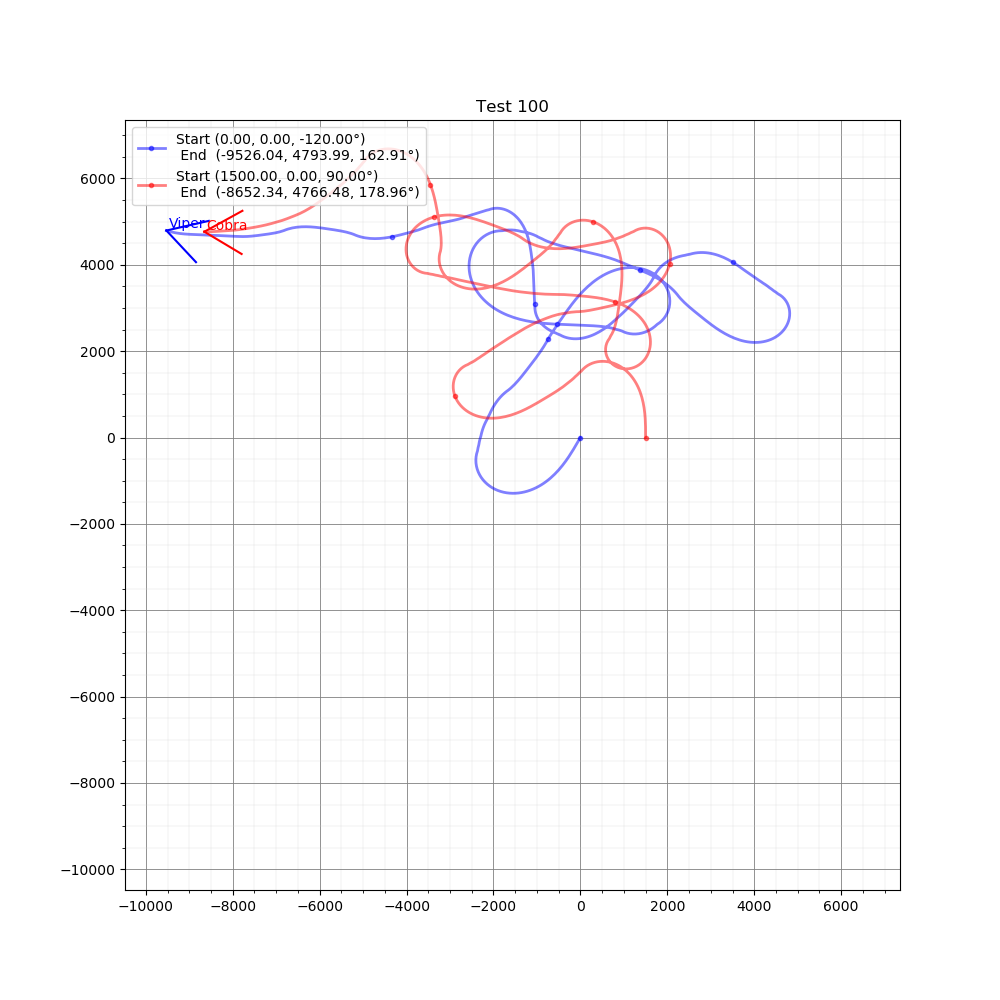 Test 100
Start (0.00, 0.00, -120.00°)
End (-9526.04, 4793.99, 162.91°)
Start (1500.00, 0.00, 90.00°)
End (-8652.34, 4766.48, 178.96°)
Viper
Cobra
6000
4000
2000
0
−2000
−4000
−6000
−8000
−10000
−10000 −8000 −6000 −4000 −2000 0 2000 4000 6000